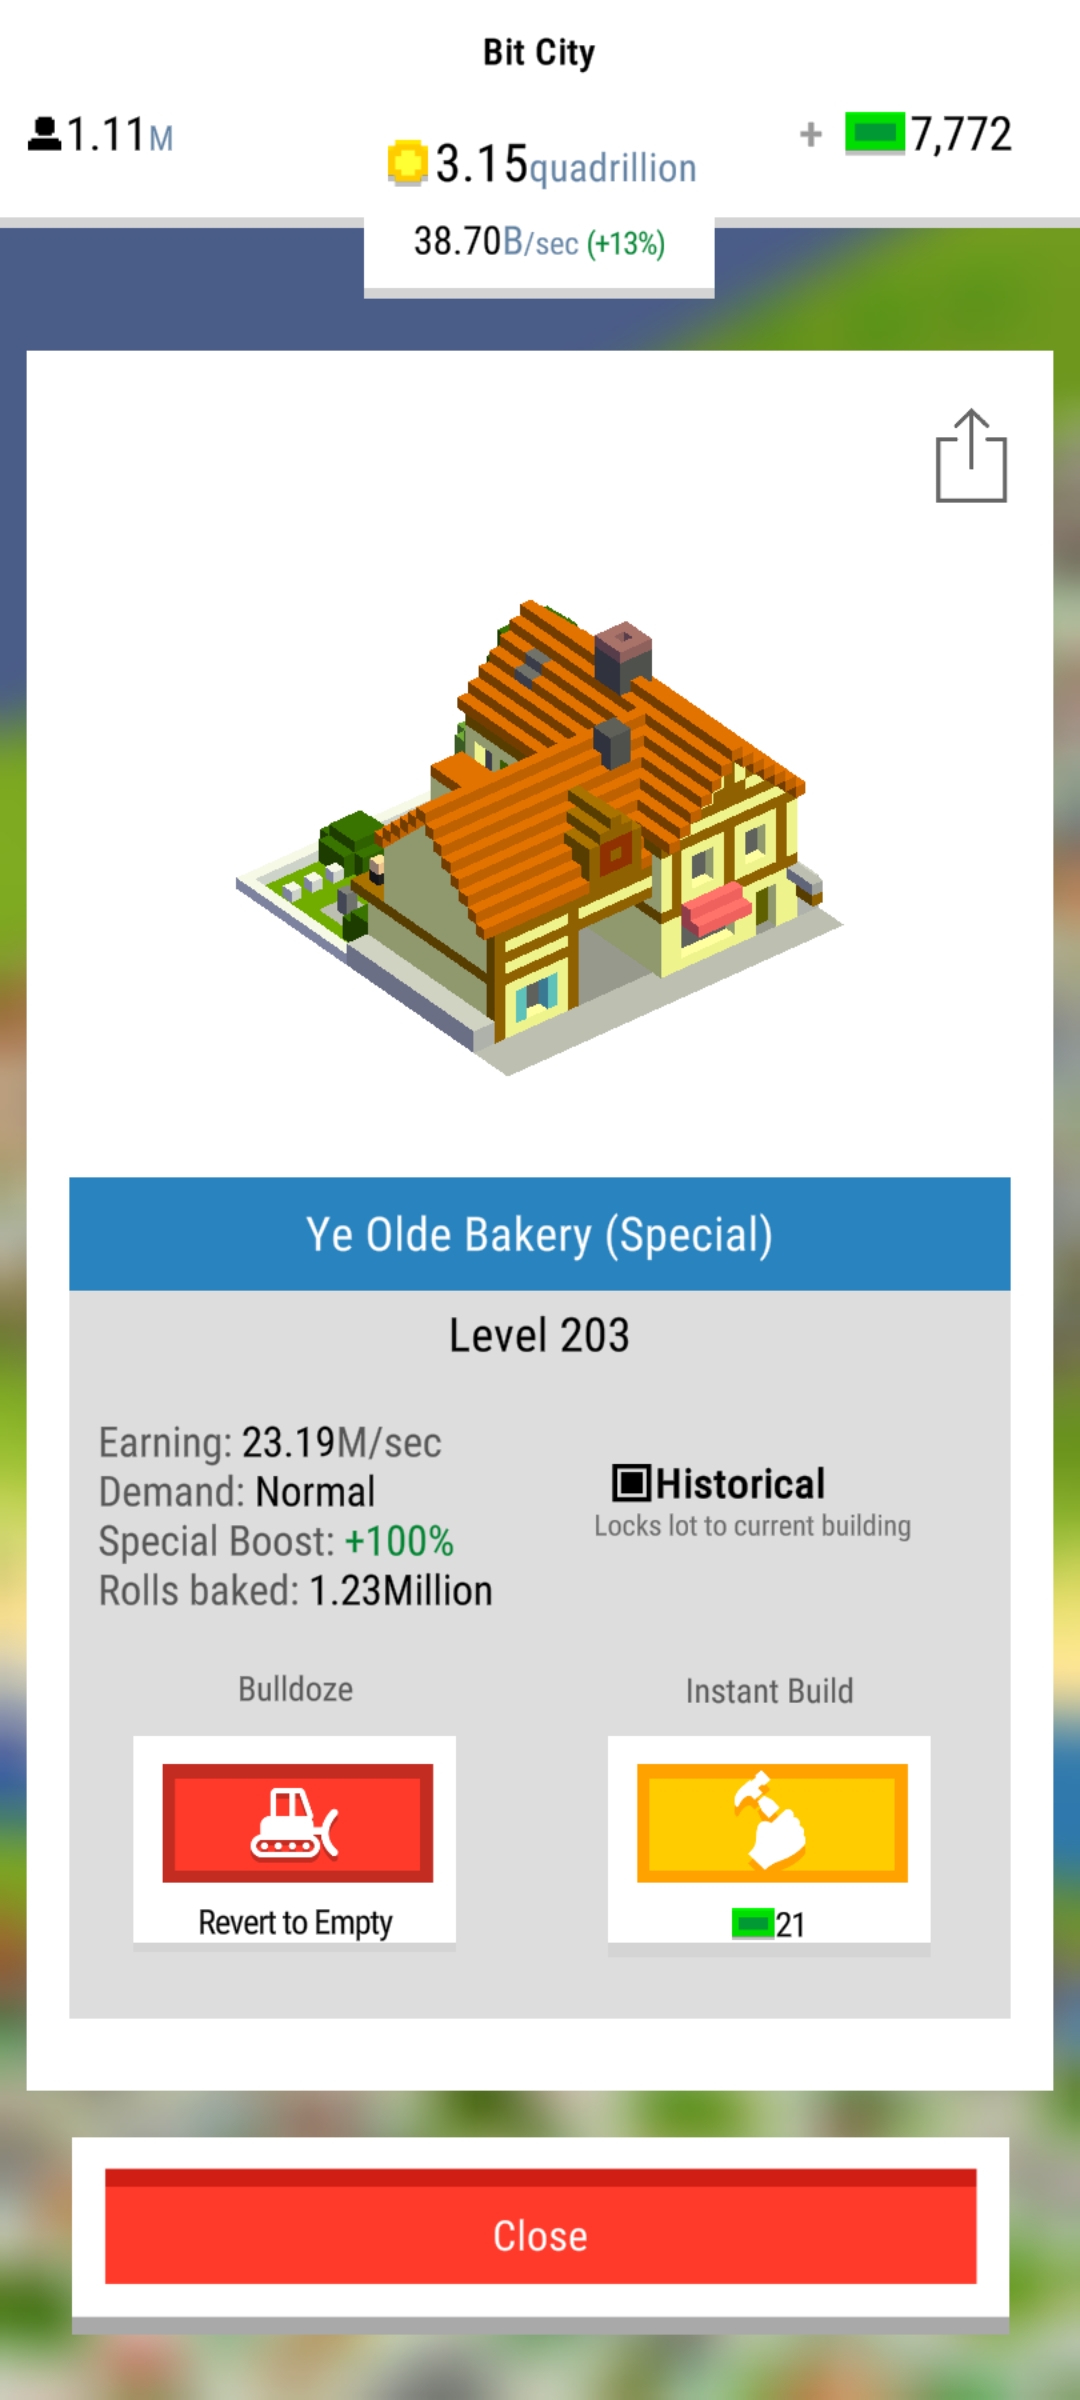 Bit City
1.11M
+ 7,772
3.15quadrillion
38.70B/sec (+13%)
Ye Olde Bakery (Special)
Level 203
Earning: 23.19M/sec
Demand: Normal
Special Boost: +100%
Rolls baked: 1.23Million
Historical
Locks lot to current building
Bulldoze
Instant Build
Revert to Empty
21
Close